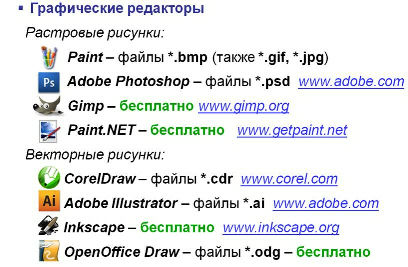 ▪ Графические редакторы
Растровые рисунки:
Paint – файлы *.bmp (также *.gif, *.jpg)
Ps Adobe Photoshop – файлы *.psd www.adobe.com
Gimp – бесплатно www.gimp.org
Paint.NET – бесплатно www.getpaint.net
Векторные рисунки:
CorelDraw – файлы *.cdr www.corel.com
Ai Adobe Illustrator – файлы *.ai www.adobe.com
Inkscape – бесплатно www.inkscape.org
OpenOffice Draw – файлы *.odg – бесплатно